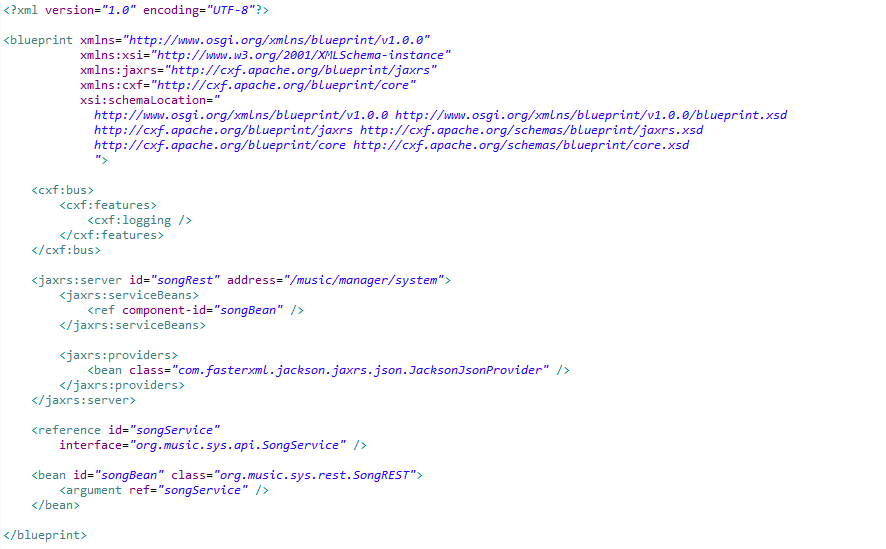 <?xml version="1.0" encoding="UTF-8"?>
<blueprint xmlns="http://www.osgi.org/xmlns/blueprint/v1.0.0"
xmlns:xsi="http://www.w3.org/2001/XMLSchema-instance"
xmlns:jaxrs="http://cxf.apache.org/blueprint/jaxrs"
xmlns:cxf="http://cxf.apache.org/blueprint/core"
xsi:schemaLocation="
http://www.osgi.org/xmlns/blueprint/v1.0.0 http://www.osgi.org/xmlns/blueprint/v1.0.0/blueprint.xsd
http://cxf.apache.org/blueprint/jaxrs http://cxf.apache.org/schemas/blueprint/jaxrs.xsd
http://cxf.apache.org/blueprint/core http://cxf.apache.org/schemas/blueprint/core.xsd
">
<cxf:bus>
<cxf:features>
<cxf:logging />
</cxf:features>
</cxf:bus>
<jaxrs:server id="songRest" address="/music/manager/system">
<jaxrs:serviceBeans>
<ref component-id="songBean" />
</jaxrs:serviceBeans>
<jaxrs:providers>
<bean class="com.fasterxml.jackson.jaxrs.json.JacksonJsonProvider" />
</jaxrs:providers>
</jaxrs:server>
<reference id="songService"
interface="org.music.sys.api.SongService" />
<bean id="songBean" class="org.music.sys.rest.SongREST">
<argument ref="songService" />
</bean>
</blueprint>